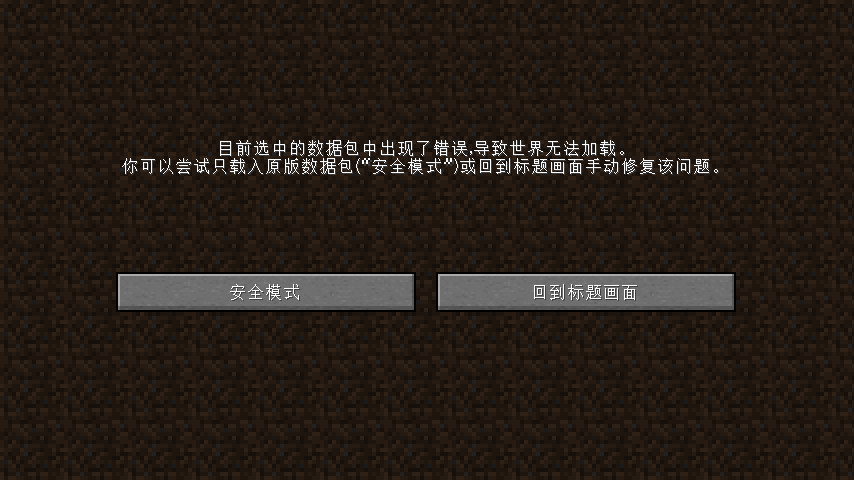 目前选中的数据包中出现了错误,导致世界无法加载。
你可以尝试只载入原版数据包(“安全模式”)或回到标题画面手动修复该问题。
安全模式
回到标题画面